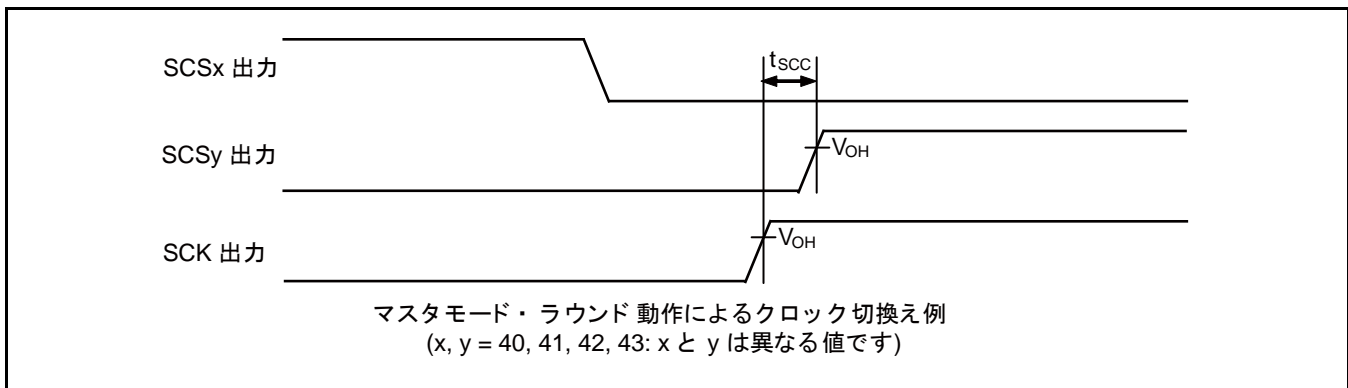 SCSx 出力
tSCC
SCSy 出力
VOH
SCK 出力
VOH
マスタモード・ラウンド動作によるクロック切換え例
(x, y = 40, 41, 42, 43: x と y は異なる値です)